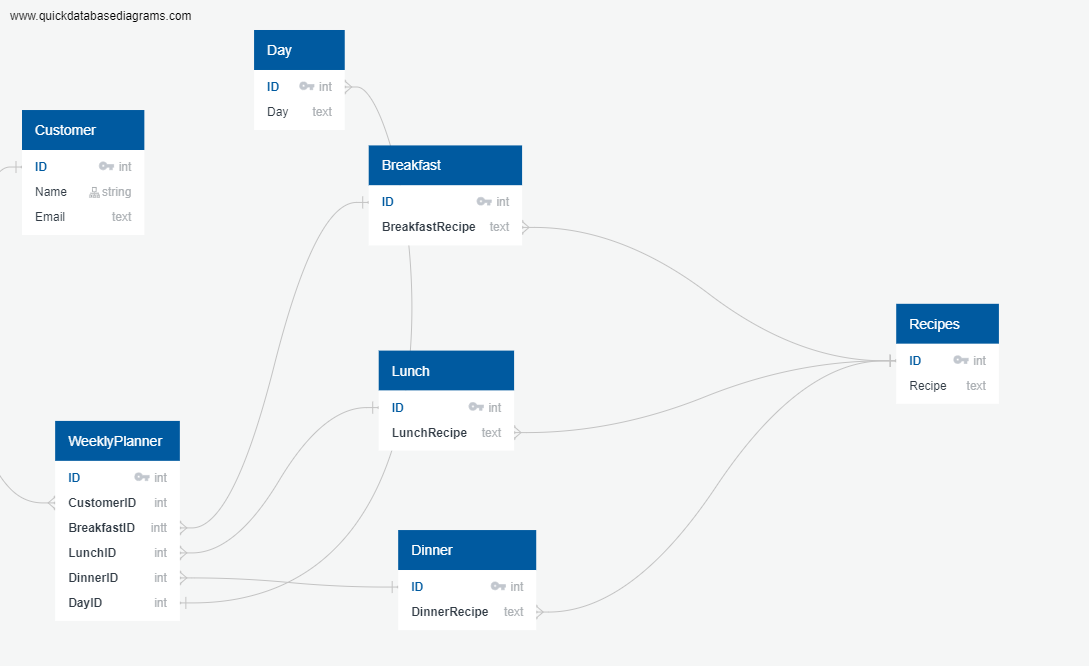 www.quickdatabasediagrams.com
Day
ID int
Day text
Customer
ID int
Name string
Email text
Breakfast
ID int
BreakfastRecipe text
Recipes
ID int
Recipe text
Lunch
ID int
LunchRecipe text
WeeklyPlanner
ID int
CustomerID int
BreakfastID intt
LunchID int
DinnerID int
DayID int
Dinner
ID int
DinnerRecipe text